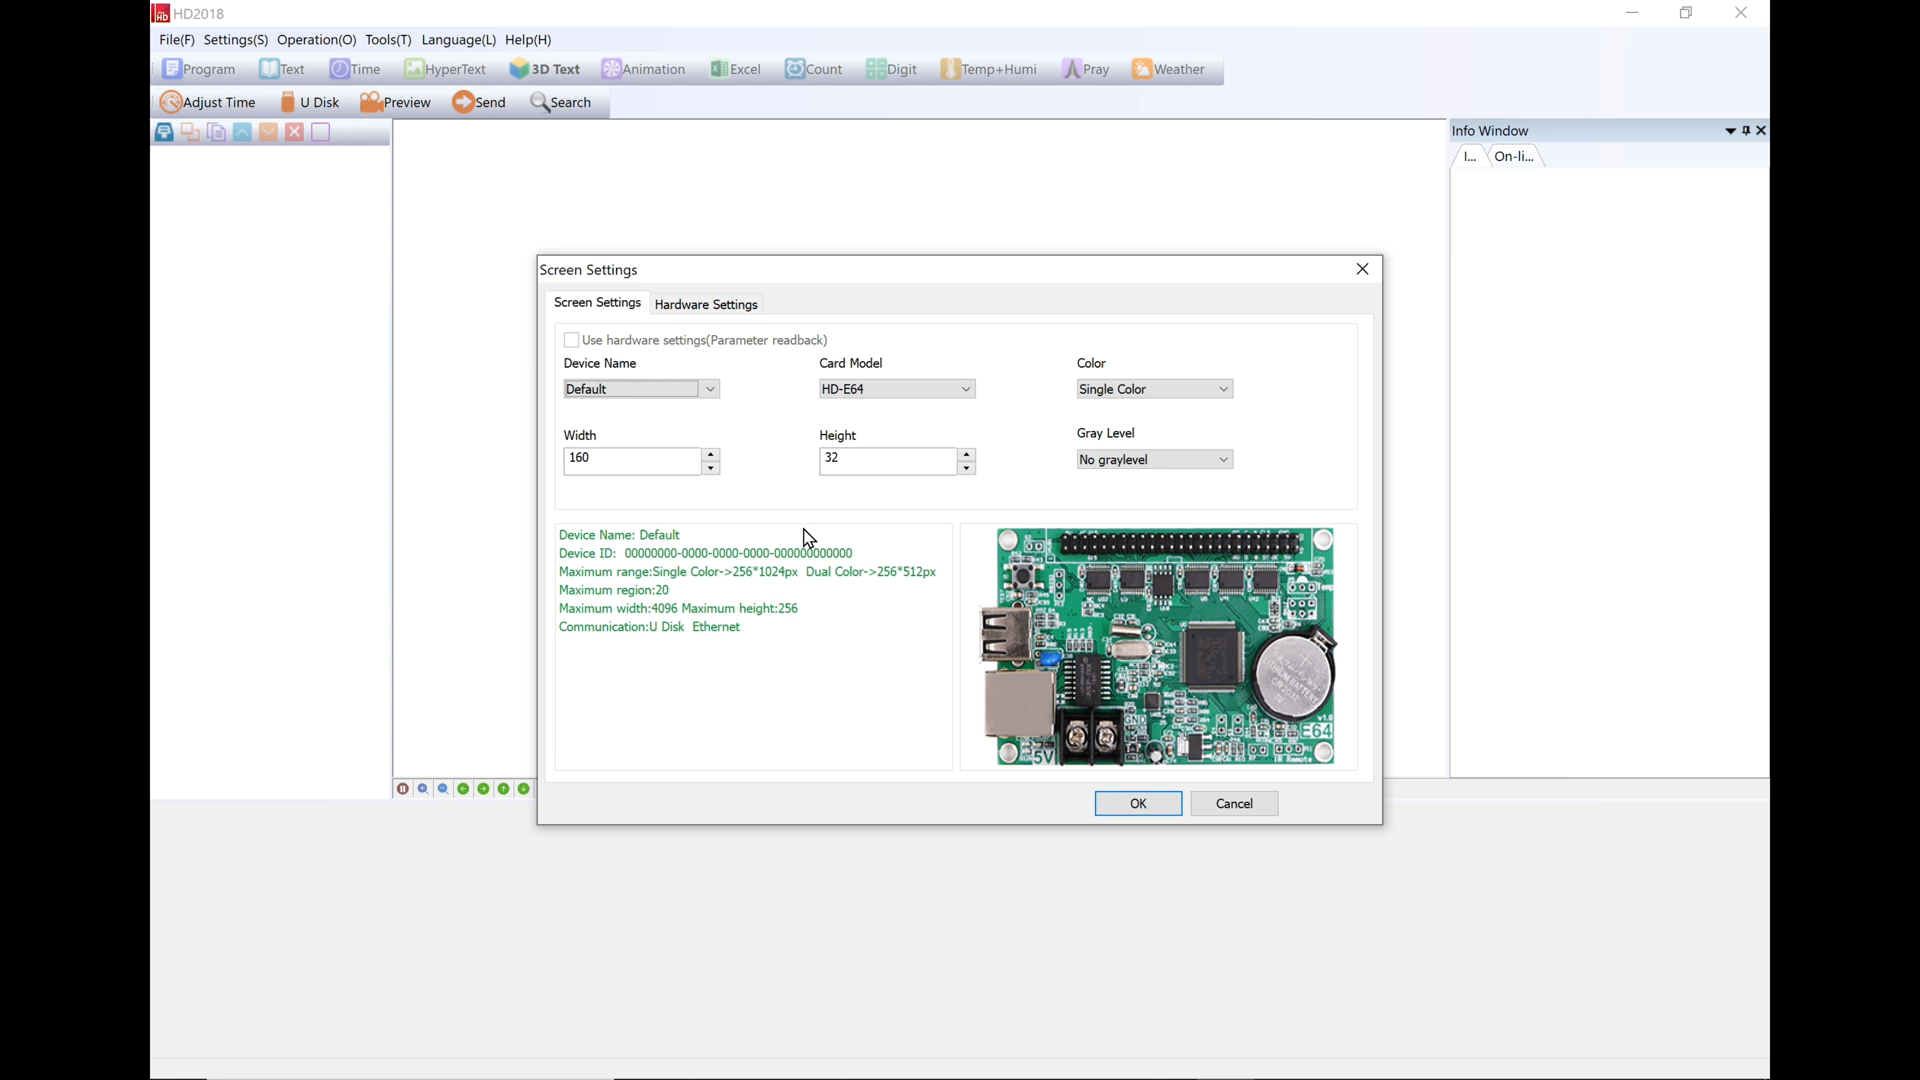 HD2018
File(F) Settings(S) Operation(O) Tools(T) Language(L) Help(H)
Program Text Time HyperText 3D Text Animation Excel Count Digit Temp+Humi Pray Weather
Adjust Time U Disk Preview Send Search
Info Window
I... On-li...
Screen Settings
Screen Settings Hardware Settings
Use hardware settings(Parameter readback)
Device Name Card Model Color
Default HD-E64 Single Color
Width Height Gray Level
160 32 No graylevel
Device Name: Default
Device ID: 00000000-0000-0000-0000-000000000000
Maximum range:Single Color->256*1024px Dual Color->256*512px
Maximum region:20
Maximum width:4096 Maximum height:256
Communication:U Disk Ethernet
GND
v1.0
E64
5V
IR Remote
OK Cancel